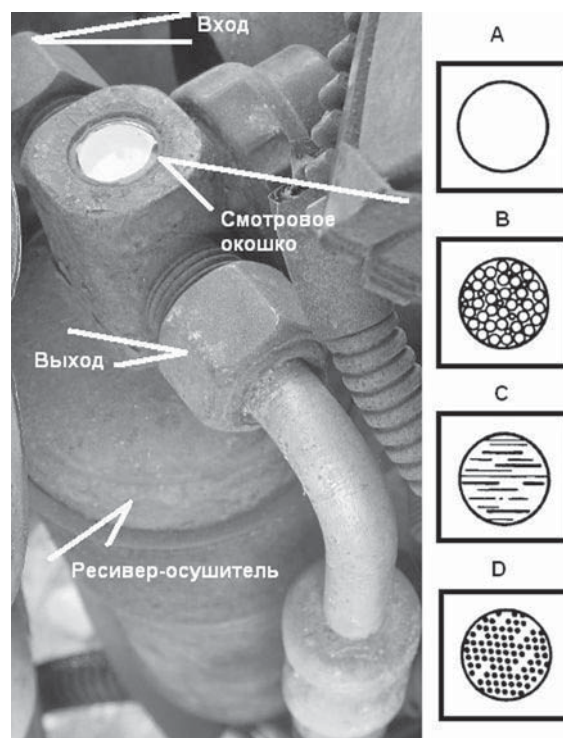 Вход
Смотровое
окошко
Выход
Ресивер-осушитель
A
B
C
D